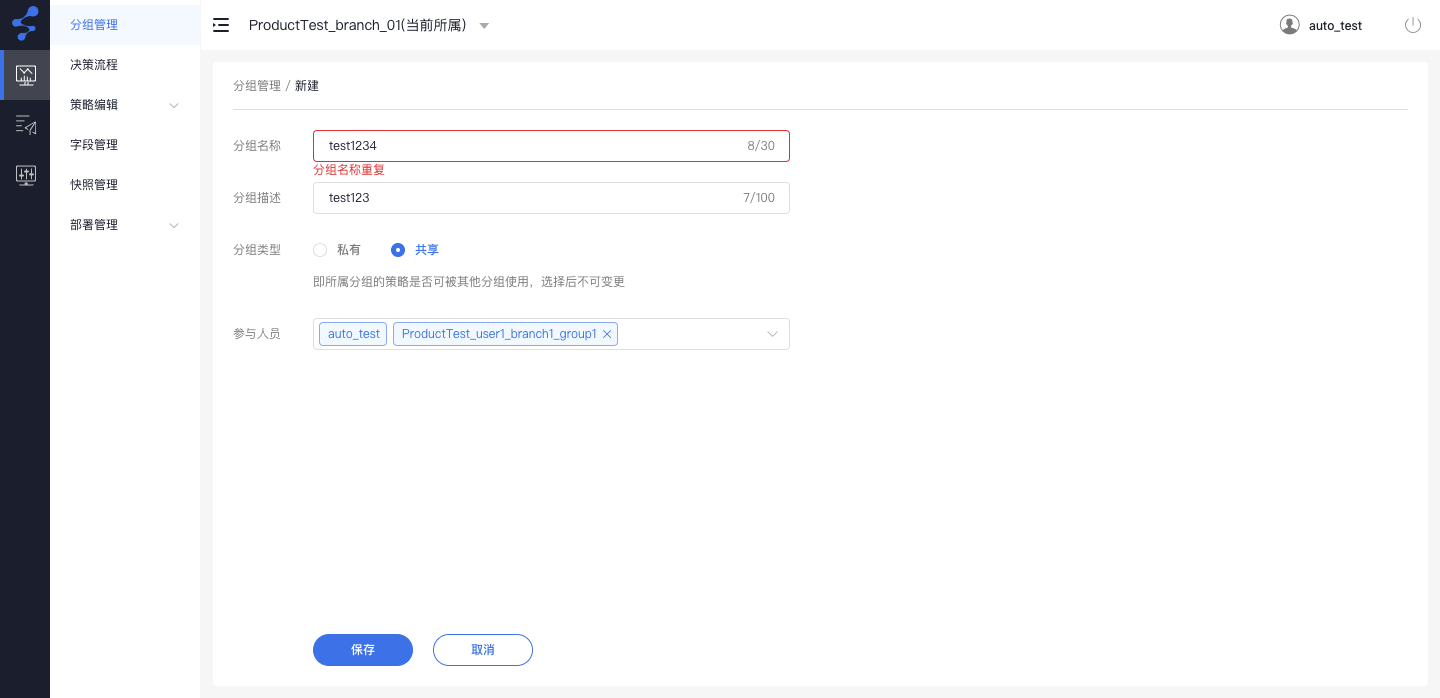 分组管理
决策流程
策略编辑
字段管理
快照管理
部署管理
ProductTest_branch_01(当前所属)
auto_test
分组管理 / 新建
分组名称 test1234 8/30
分组名称重复
分组描述 test123 7/100
分组类型 私有 共享
即所属分组的策略是否可被其他分组使用，选择后不可变更
参与人员 auto_test ProductTest_user1_branch1_group1
保存 取消